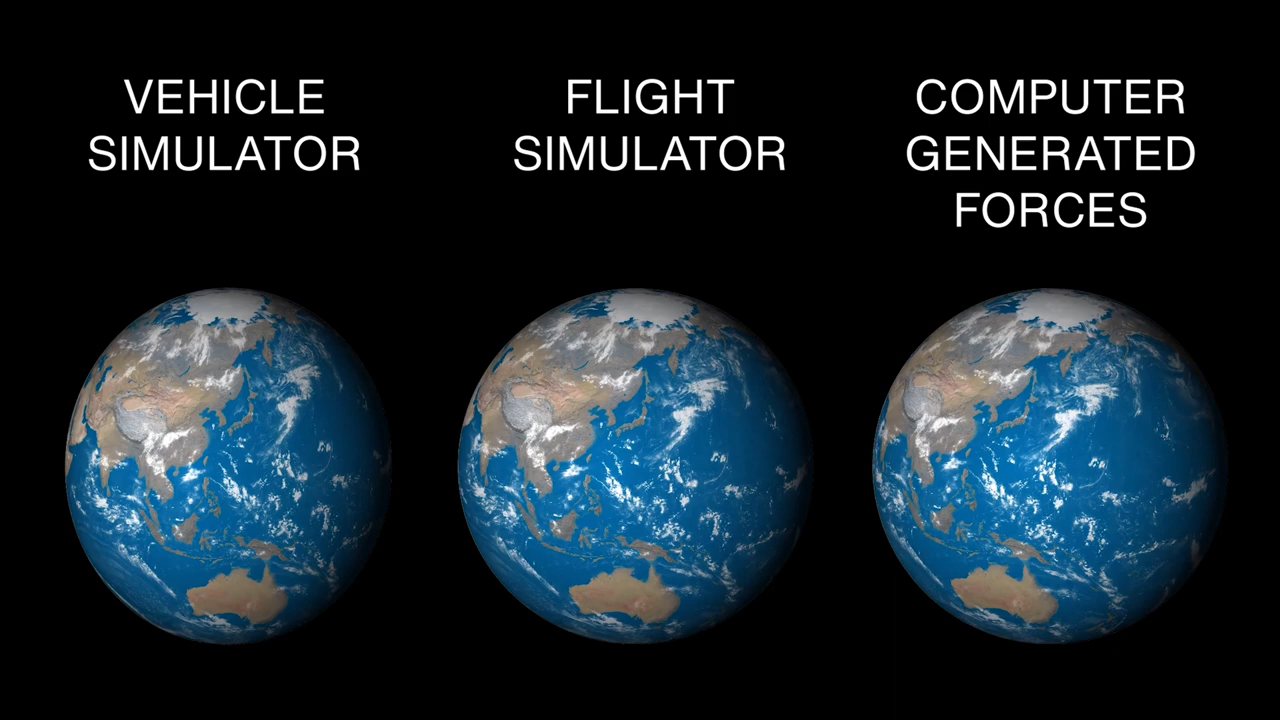 VEHICLE
SIMULATOR
FLIGHT
SIMULATOR
COMPUTER
GENERATED
FORCES